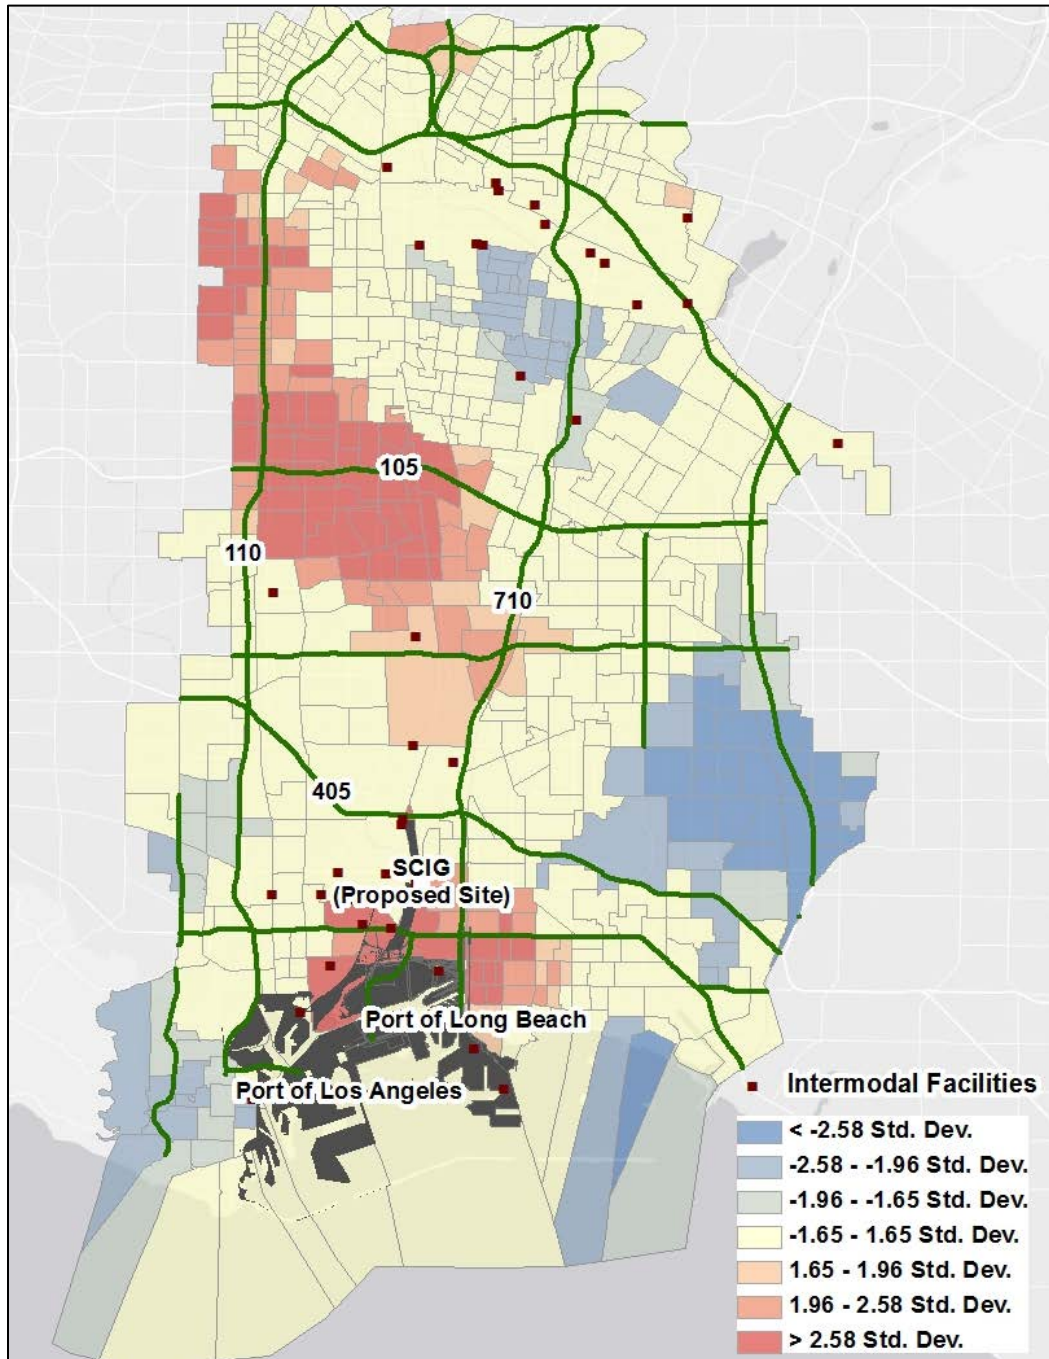 105
110
710
405
SCIG
(Proposed Site)
Port of Long Beach
Port of Los Angeles
Intermodal Facilities
< -2.58 Std. Dev.
-2.58 - -1.96 Std. Dev.
-1.96 - -1.65 Std. Dev.
-1.65 - 1.65 Std. Dev.
1.65 - 1.96 Std. Dev.
1.96 - 2.58 Std. Dev.
> 2.58 Std. Dev.